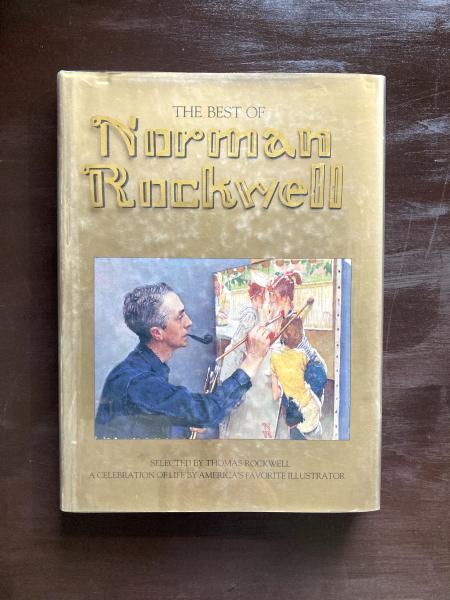 THE BEST OF
Norman
Rockwell
SELECTED BY THOMAS ROCKWELL
A CELEBRATION OF LIFE BY AMERICA'S FAVORITE ILLUSTRATOR